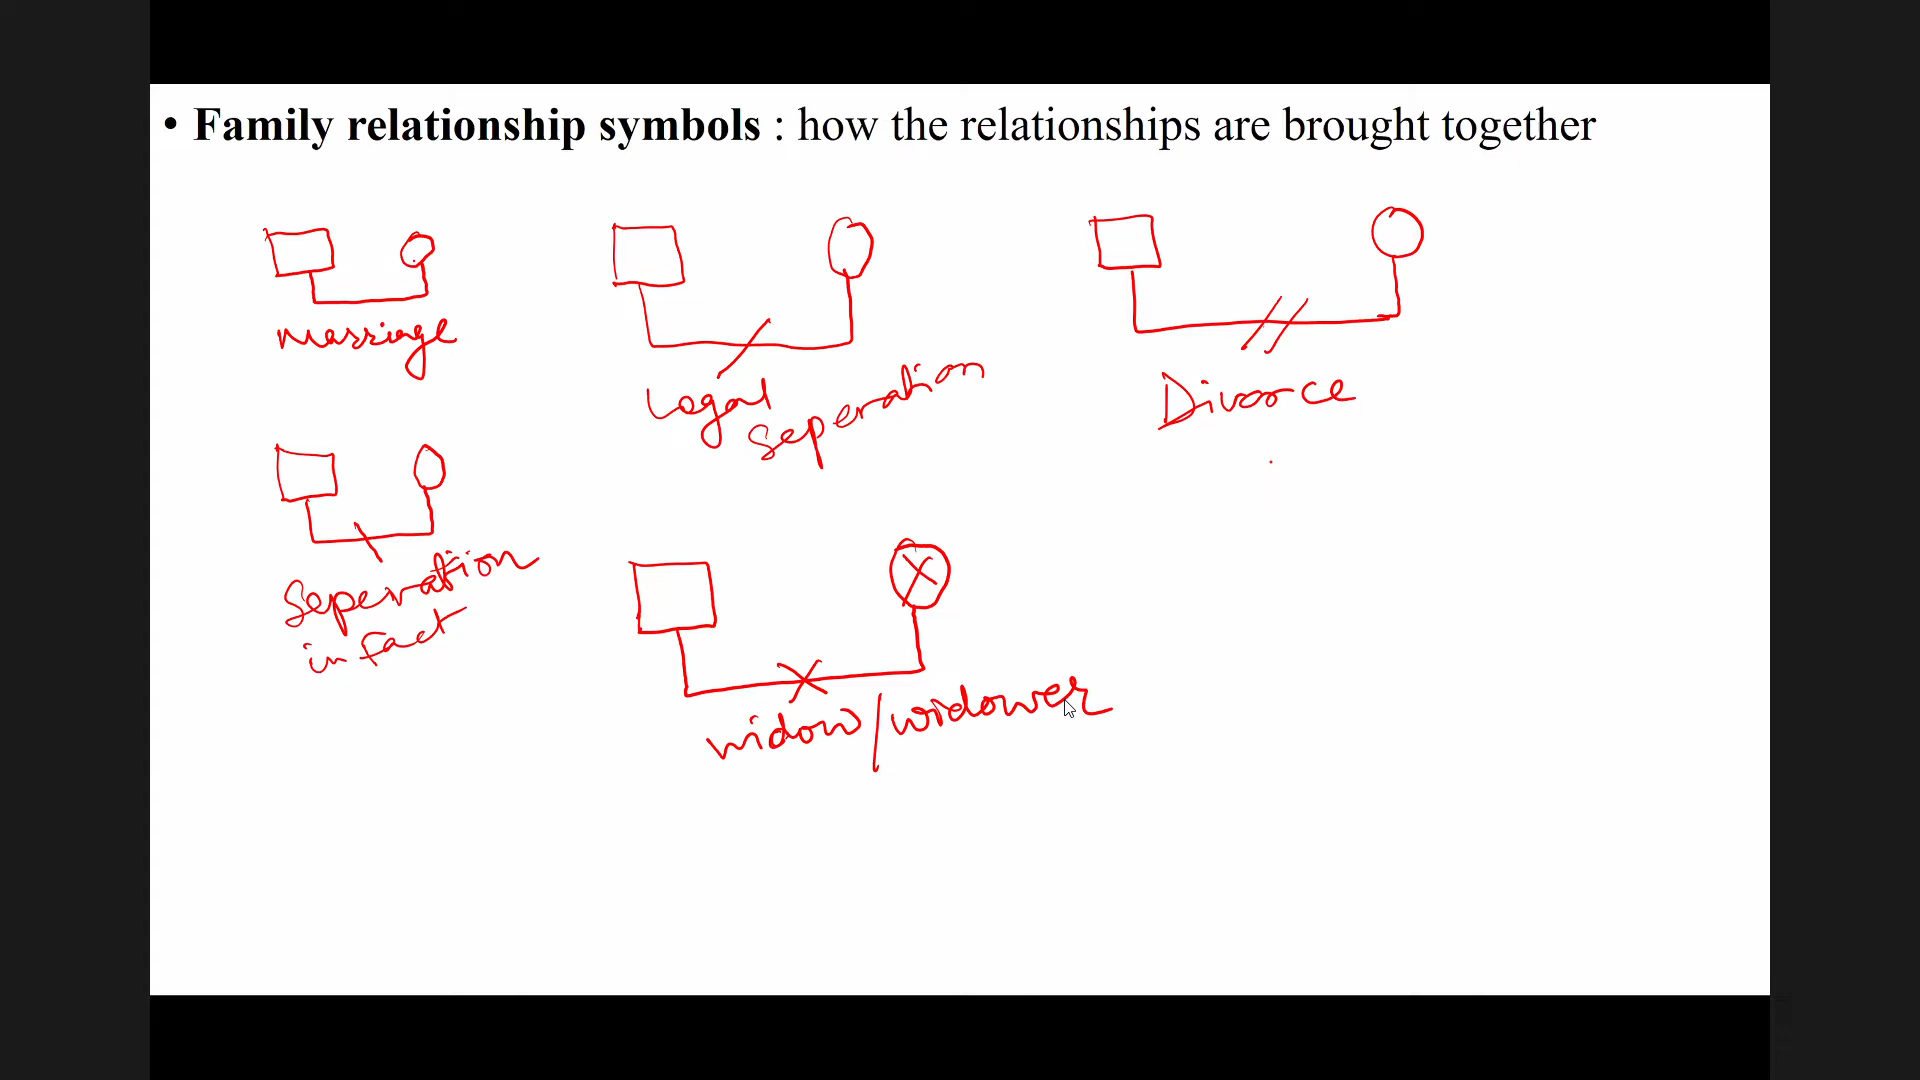 • Family relationship symbols : how the relationships are brought together
marriage
Legal
Seperation
Divorce
Seperation
in fact
widow/widower